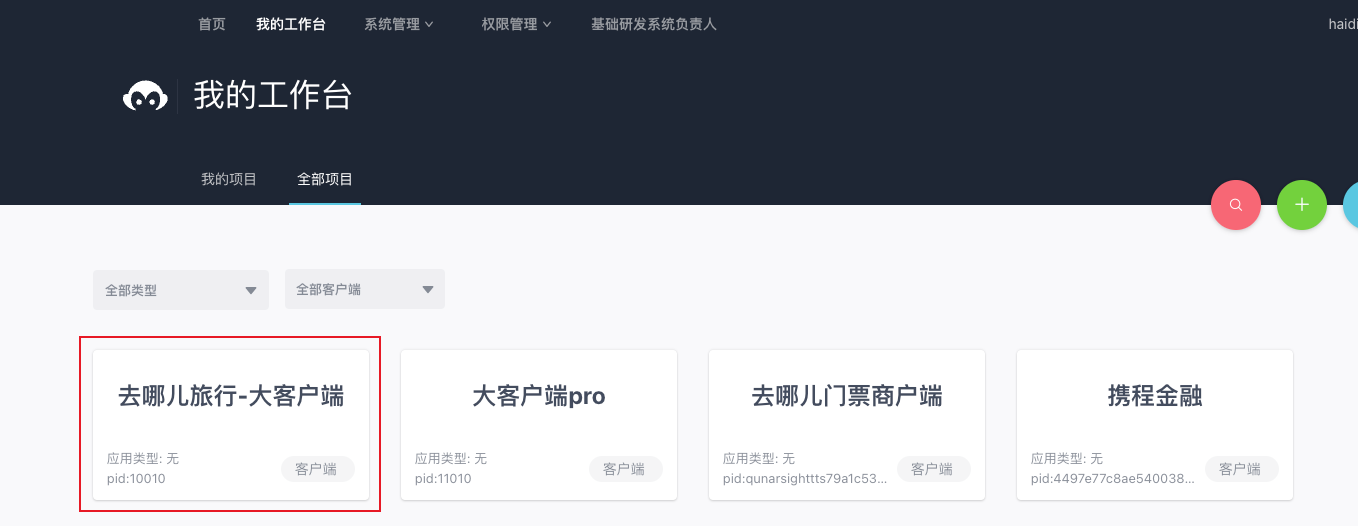 首页 我的工作台 系统管理 权限管理 基础研发系统负责人 haidi
我的工作台
我的项目 全部项目
全部类型 全部客户端
去哪儿旅行-大客户端 大客户端pro 去哪儿门票商户端 携程金融
应用类型: 无 应用类型: 无 应用类型: 无 应用类型: 无
客户端 客户端 客户端 客户端
pid:10010 pid:11010 pid:qunarsighttts79a1c53... pid:4497e77c8ae540038...